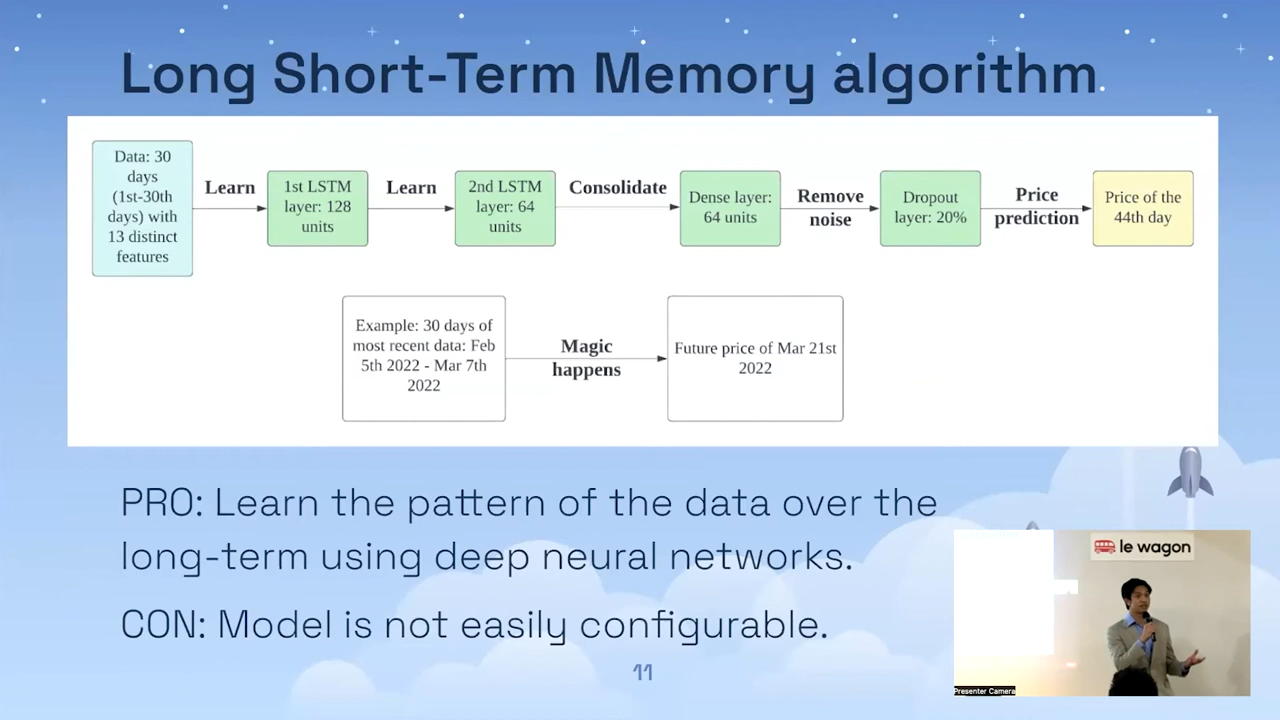 Long Short-Term Memory algorithm
Data: 30
days
(1st-30th
days) with
13 distinct
features
Learn
1st LSTM
layer: 128
units
Learn
2nd LSTM
layer: 64
units
Consolidate
Dense layer:
64 units
Remove
noise
Dropout
layer: 20%
Price
prediction
Price of the
44th day
Example: 30 days of
most recent data: Feb
5th 2022 - Mar 7th
2022
Magic
happens
Future price of Mar 21st
2022
PRO: Learn the pattern of the data over the
long-term using deep neural networks.
CON: Model is not easily configurable.
11
le wagon
Presenter Camera